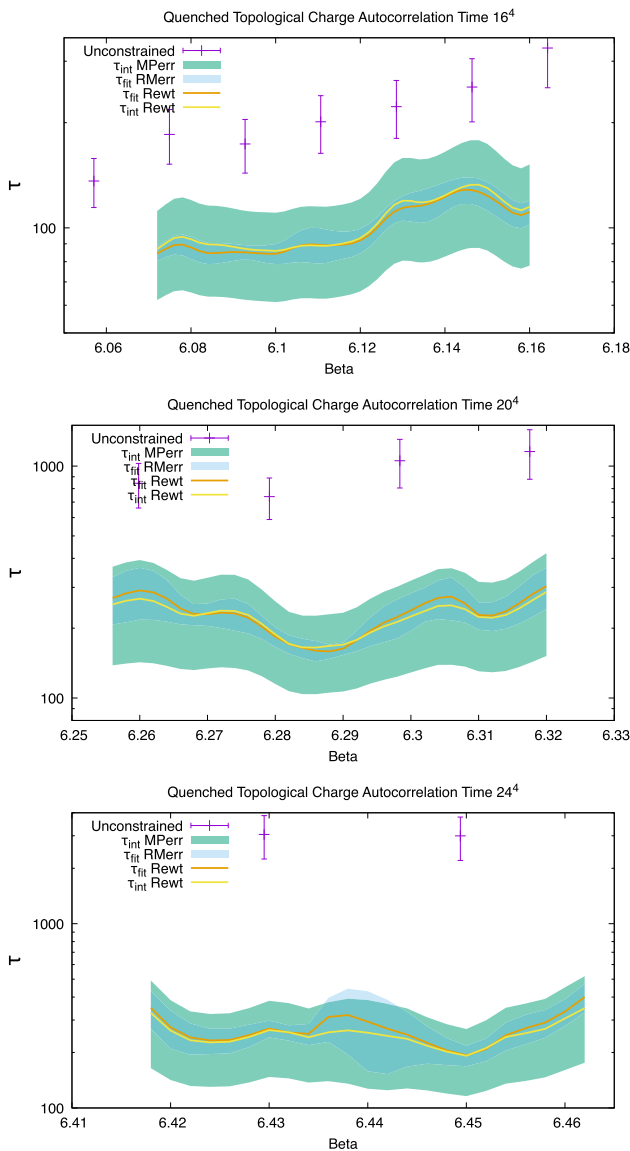 Quenched Topological Charge Autocorrelation Time 16⁴
Unconstrained
τint MPerr
τfit RMerr
τfit Rewt
τint Rewt
τ
100
6.06 6.08 6.1 6.12 6.14 6.16 6.18
Beta
Quenched Topological Charge Autocorrelation Time 20⁴
Unconstrained
τint MPerr
τfit RMerr
τfit Rewt
τint Rewt
1000
τ
100
6.25 6.26 6.27 6.28 6.29 6.3 6.31 6.32 6.33
Beta
Quenched Topological Charge Autocorrelation Time 24⁴
Unconstrained
τint MPerr
τfit RMerr
τfit Rewt
τint Rewt
1000
τ
100
6.41 6.42 6.43 6.44 6.45 6.46
Beta